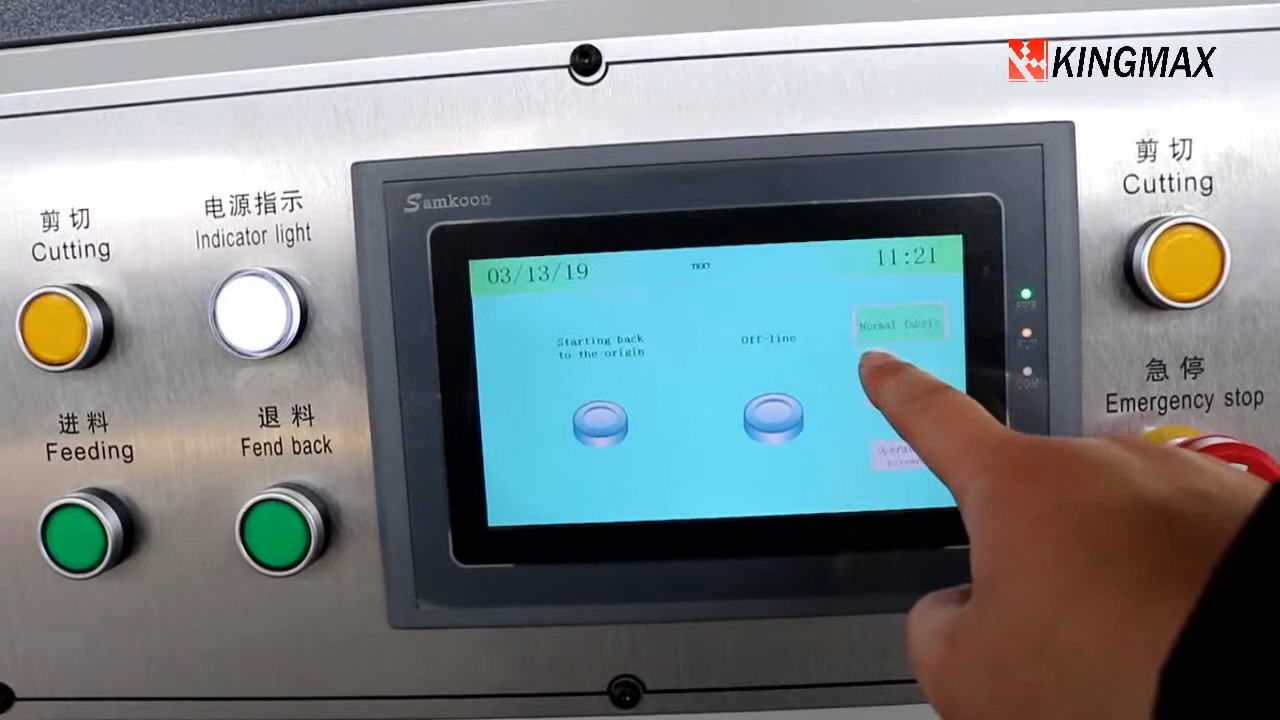 KINGMAX
剪切
Cutting
电源指示
Indicator light
Samkoon
剪切
Cutting
03/13/19
TEXT
11:21
Starting back
to the origin
Off-line
Normal fabric
PWR
COM
进料
Feeding
退料
Fend back
急停
Emergency stop
screen